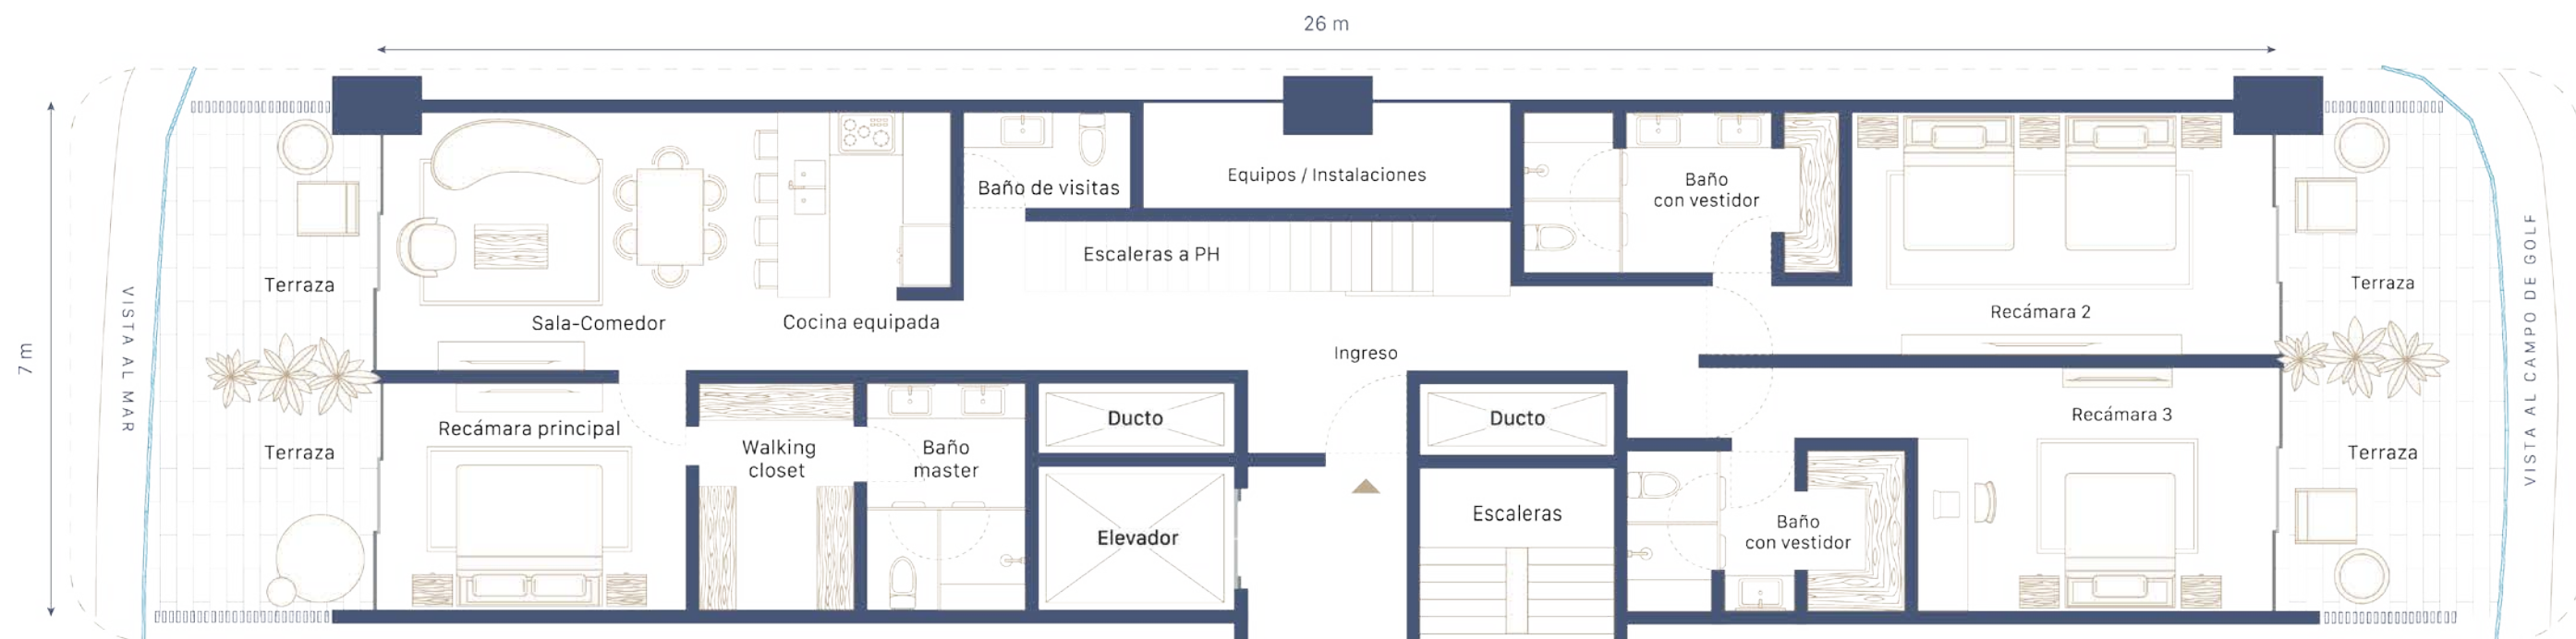 26 m
7 m
VISTA AL MAR
Terraza
Terraza
Sala-Comedor
Cocina equipada
Baño de visitas
Equipos / Instalaciones
Escaleras a PH
Ingreso
Baño
con vestidor
Recámara 2
Terraza
VISTA AL CAMPO DE GOLF
Recámara principal
Walking
closet
Baño
master
Ducto
Elevador
Ducto
Escaleras
Baño
con vestidor
Recámara 3
Terraza